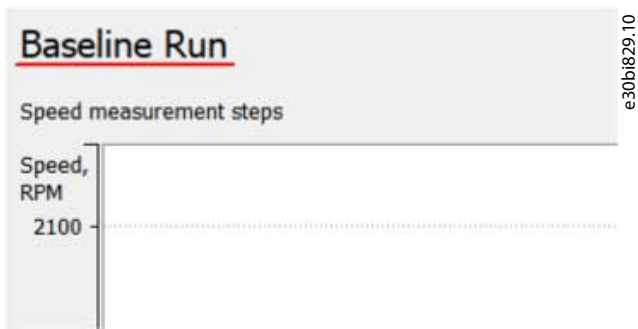 Baseline Run
Speed measurement steps
Speed,
RPM
2100
e30bi829.10